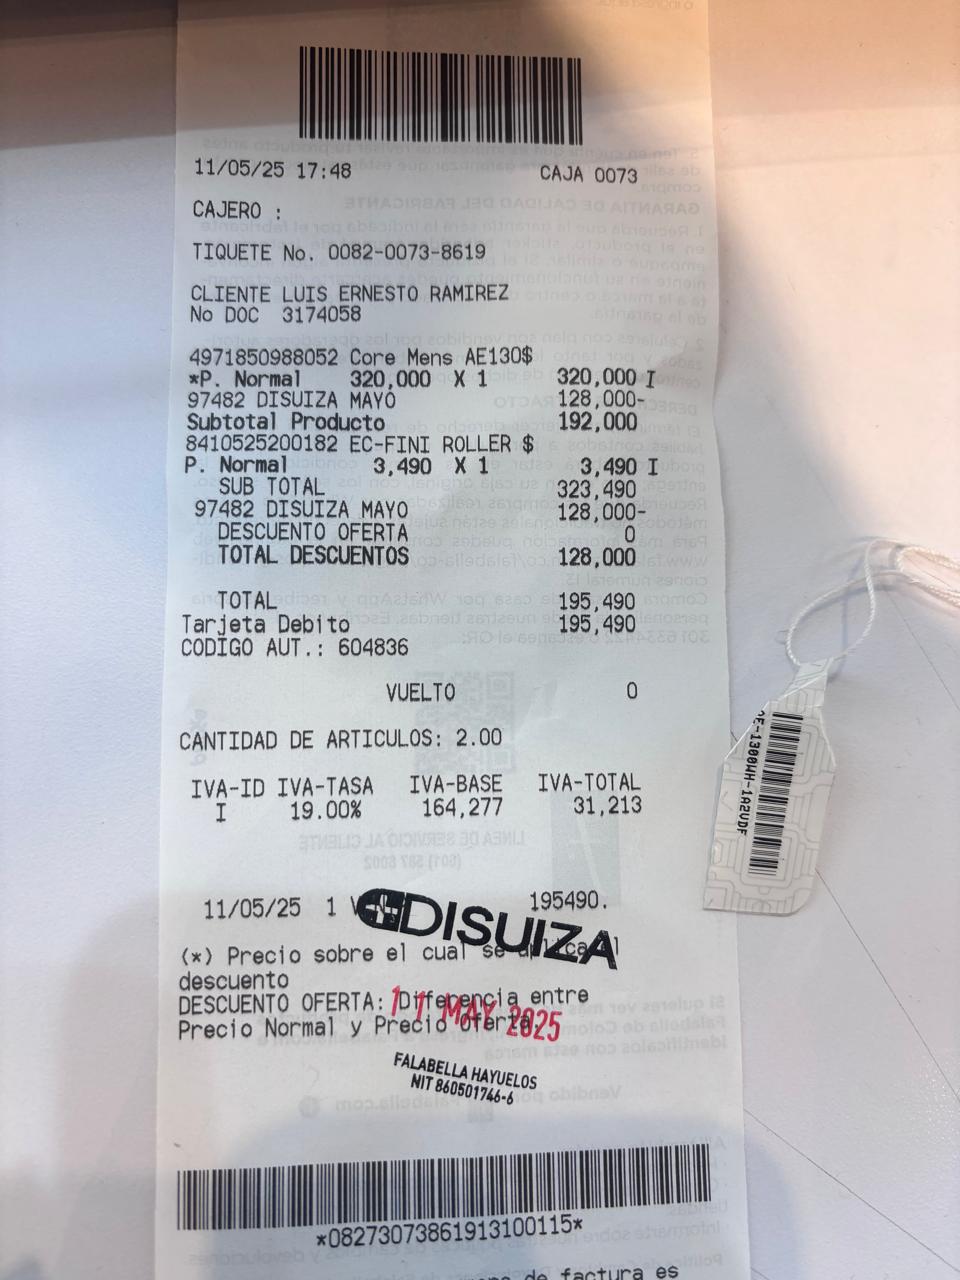 11/05/25 17:48 CAJA 0073
CAJERO :
TIQUETE No. 0082-0073-8619
CLIENTE LUIS ERNESTO RAMIREZ
No DOC 3174058
4971850988052 Core Mens AE130$
*P. Normal 320,000 X 1 320,000 I
97482 DISUIZA MAYO 128,000-
Subtotal Producto 192,000
8410525200182 EC-FINI ROLLER $
P. Normal 3,490 X 1 3,490 I
SUB TOTAL 323,490
97482 DISUIZA MAYO 128,000-
DESCUENTO OFERTA 0
TOTAL DESCUENTOS 128,000
TOTAL 195,490
Tarjeta Debito 195,490
CODIGO AUT.: 604836
VUELTO 0
CANTIDAD DE ARTICULOS: 2.00
IVA-ID IVA-TASA IVA-BASE IVA-TOTAL
I 19.00% 164,277 31,213
11/05/25 1 195490.
DISUIZA
(*) Precio sobre el cual se
descuento
DESCUENTO OFERTA: Diferencia entre
Precio Normal y Precio Oferta.
11 MAY 2025
FALABELLA HAYUELOS
NIT 860501746-6
*08273073861913100115*
de factura es